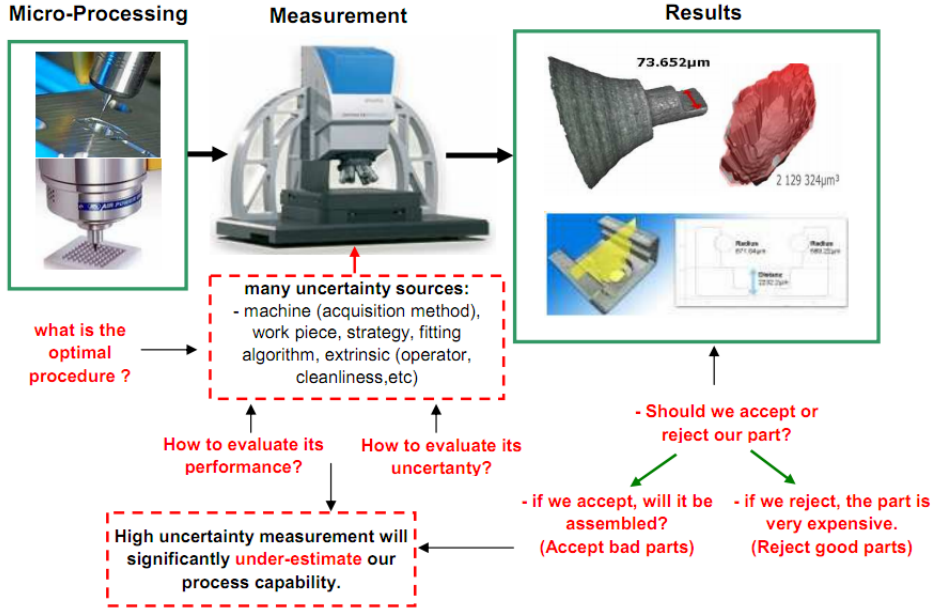 Micro-Processing
Measurement
Results
73.652µm
2 129 324µm³
Radius
Radius
Distanz
2202.2µm
many uncertainty sources:
- machine (acquisition method),
work piece, strategy, fitting
algorithm, extrinsic (operator,
cleanliness,etc)
what is the
optimal
procedure ?
How to evaluate its
performance?
How to evaluate its
uncertanty?
- Should we accept or
reject our part?
- if we accept, will it be
assembled?
(Accept bad parts)
- if we reject, the part is
very expensive.
(Reject good parts)
High uncertainty measurement will
significantly under-estimate our
process capability.